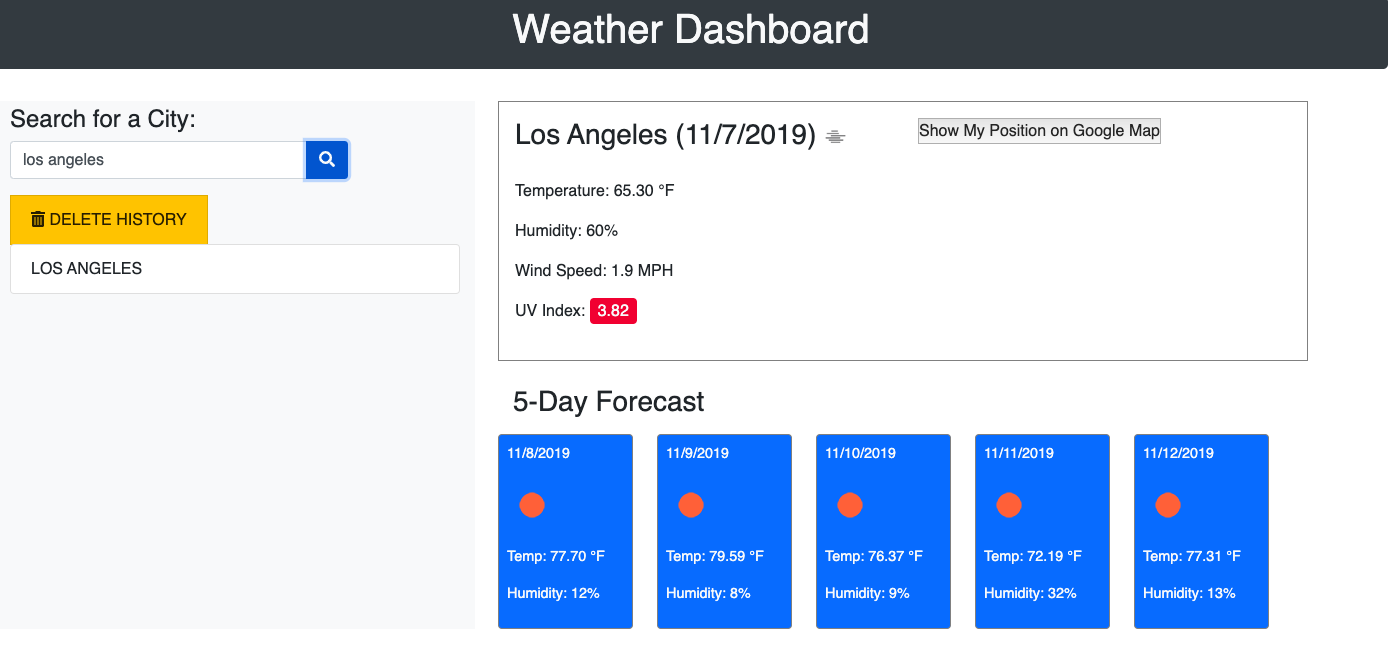 Weather Dashboard
Search for a City:
los angeles
DELETE HISTORY
LOS ANGELES
Los Angeles (11/7/2019)
Show My Position on Google Map
Temperature: 65.30 °F
Humidity: 60%
Wind Speed: 1.9 MPH
UV Index: 3.82
5-Day Forecast
11/8/2019
Temp: 77.70 °F
Humidity: 12%
11/9/2019
Temp: 79.59 °F
Humidity: 8%
11/10/2019
Temp: 76.37 °F
Humidity: 9%
11/11/2019
Temp: 72.19 °F
Humidity: 32%
11/12/2019
Temp: 77.31 °F
Humidity: 13%